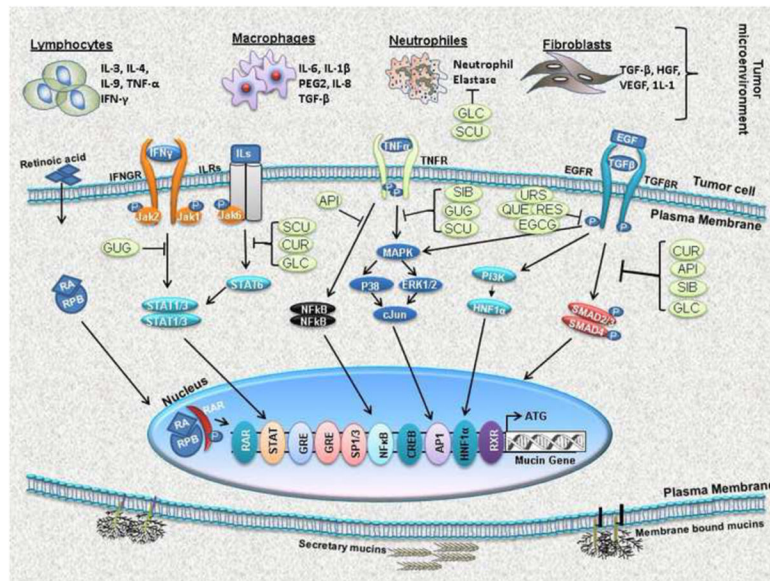 Lymphocytes
IL-3, IL-4,
IL-9, TNF-α
IFN-γ
Macrophages
IL-6, IL-1β
PEG2, IL-8
TGF-β
Neutrophiles
Neutrophil
Elastase
GLC
SCU
Fibroblasts
TGF-β, HGF,
VEGF, 1L-1
Tumor
microenvironment
Retinoic acid
IFNGR
IFNγ
ILRs
ILs
TNFα
TNFR
EGF
TGFβ
EGFR
TGFβR
Tumor cell
Plasma Membrane
P
Jak2
Jak1
P
P
Jak6
P
P
P
P
API
SIB
GUG
SCU
URS
QUE
RES
EGCG
GUG
SCU
CUR
GLC
CUR
API
SIB
GLC
MAPK
P38
ERK1/2
cJun
PI3K
HNF1α
STAT6
STAT1/3
STAT1/3
NFkB
NFkB
SMAD2/3
SMAD4
P
P
RA
RPB
Nucleus
RA
RPB
RAR
P
RAR
STAT
GRE
GRE
SP1/3
NFκB
CREB
AP1
HNF1α
RXR
ATG
Mucin Gene
Plasma Membrane
Secretary mucins
Membrane bound mucins